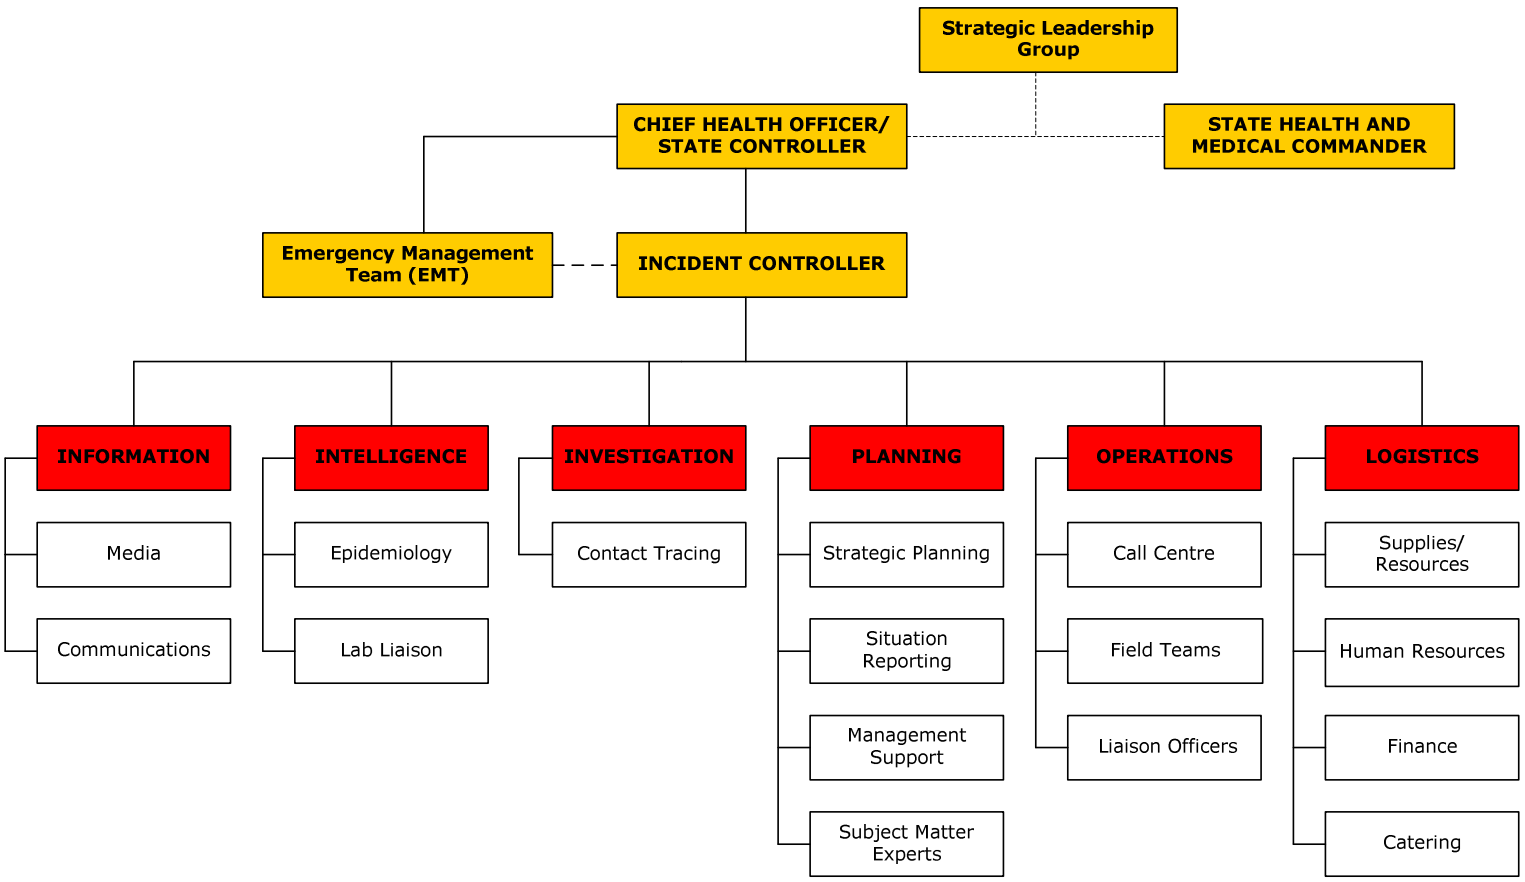 Strategic Leadership
Group
CHIEF HEALTH OFFICER/
STATE CONTROLLER
STATE HEALTH AND
MEDICAL COMMANDER
Emergency Management
Team (EMT)
INCIDENT CONTROLLER
INFORMATION
Media
Communications
INTELLIGENCE
Epidemiology
Lab Liaison
INVESTIGATION
Contact Tracing
PLANNING
Strategic Planning
Situation
Reporting
Management
Support
Subject Matter
Experts
OPERATIONS
Call Centre
Field Teams
Liaison Officers
LOGISTICS
Supplies/
Resources
Human Resources
Finance
Catering